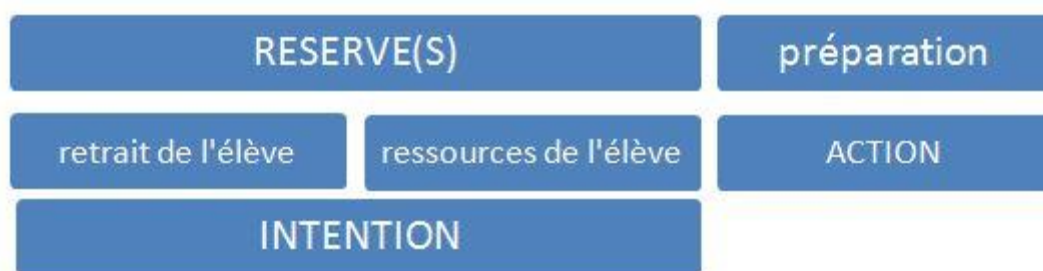 RESERVE(S)
préparation
retrait de l'élève
ressources de l'élève
ACTION
INTENTION